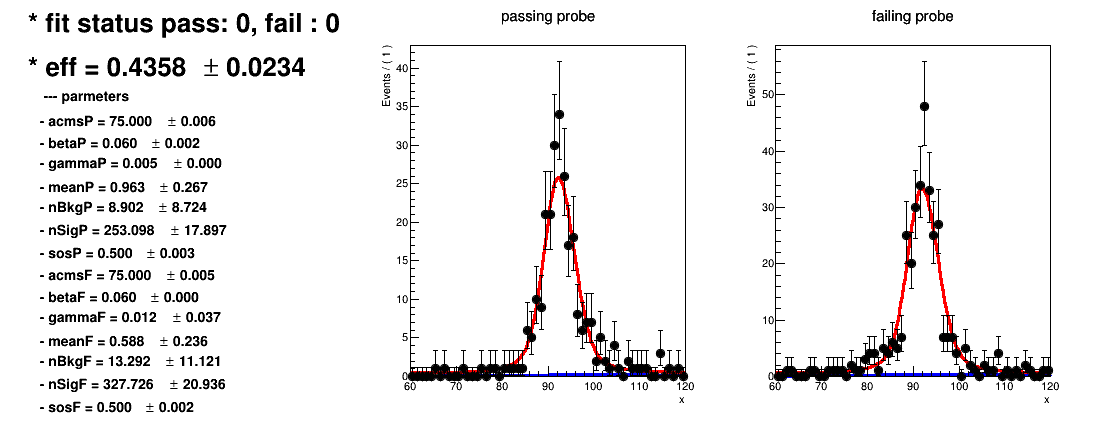 * fit status pass: 0, fail : 0
* eff = 0.4358 ± 0.0234
--- parmeters
- acmsP = 75.000 ± 0.006
- betaP = 0.060 ± 0.002
- gammaP = 0.005 ± 0.000
- meanP = 0.963 ± 0.267
- nBkgP = 8.902 ± 8.724
- nSigP = 253.098 ± 17.897
- sosP = 0.500 ± 0.003
- acmsF = 75.000 ± 0.005
- betaF = 0.060 ± 0.000
- gammaF = 0.012 ± 0.037
- meanF = 0.588 ± 0.236
- nBkgF = 13.292 ± 11.121
- nSigF = 327.726 ± 20.936
- sosF = 0.500 ± 0.002
passing probe
Events / ( 1 )
40
35
30
25
20
15
10
5
0
60 70 80 90 100 110 120
x
failing probe
Events / ( 1 )
50
40
30
20
10
0
60 70 80 90 100 110 120
x